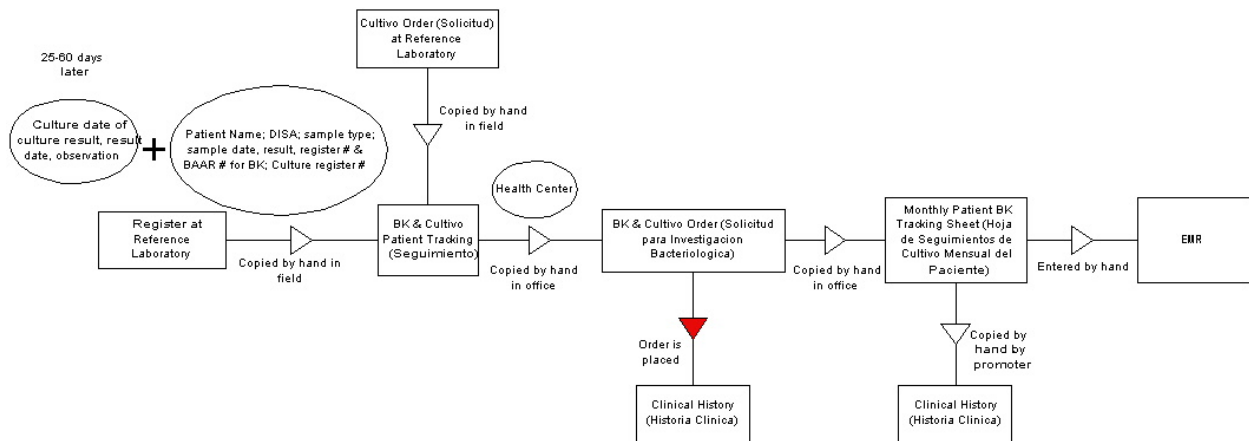 Cultivo Order (Solicitud)
at Reference
Laboratory
25-60 days
later
Copied by hand
in field
Culture date of
culture result, result
date, observation
+
Patient Name; DISA; sample type;
sample date, result, register # &
BAAR # for BK; Culture register #
Health Center
Register at
Reference
Laboratory
Copied by hand in
field
BK & Cultivo
Patient Tracking
(Seguimiento)
Copied by hand
in office
BK & Cultivo Order (Solicitud
para Investigacion
Bacteriologica)
Copied by hand
in office
Monthly Patient BK
Tracking Sheet (Hoja
de Seguimientos de
Cultivo Mensual del
Paciente)
Entered by hand
EMR
Order is
placed
Copied by
hand by
promoter
Clinical History
(Historia Clinica)
Clinical History
(Historia Clinica)